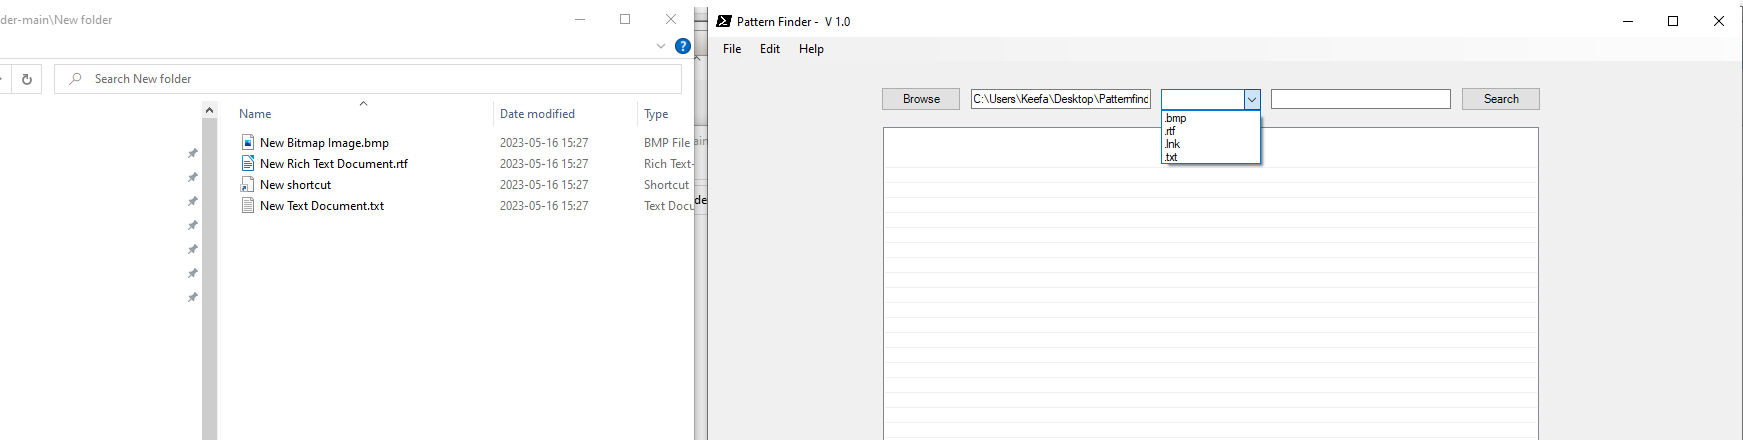 der-main\New folder
?
Search New folder
Name
Date modified
Type
New Bitmap Image.bmp
2023-05-16 15:27
BMP File
New Rich Text Document.rtf
2023-05-16 15:27
Rich Text-
New shortcut
2023-05-16 15:27
Shortcut
New Text Document.txt
2023-05-16 15:27
Text Docu
ain
de
Pattern Finder - V 1.0
File Edit Help
Browse
C:\Users\Keefa\Desktop\Patternfind
Search
.bmp
.rtf
.lnk
.txt